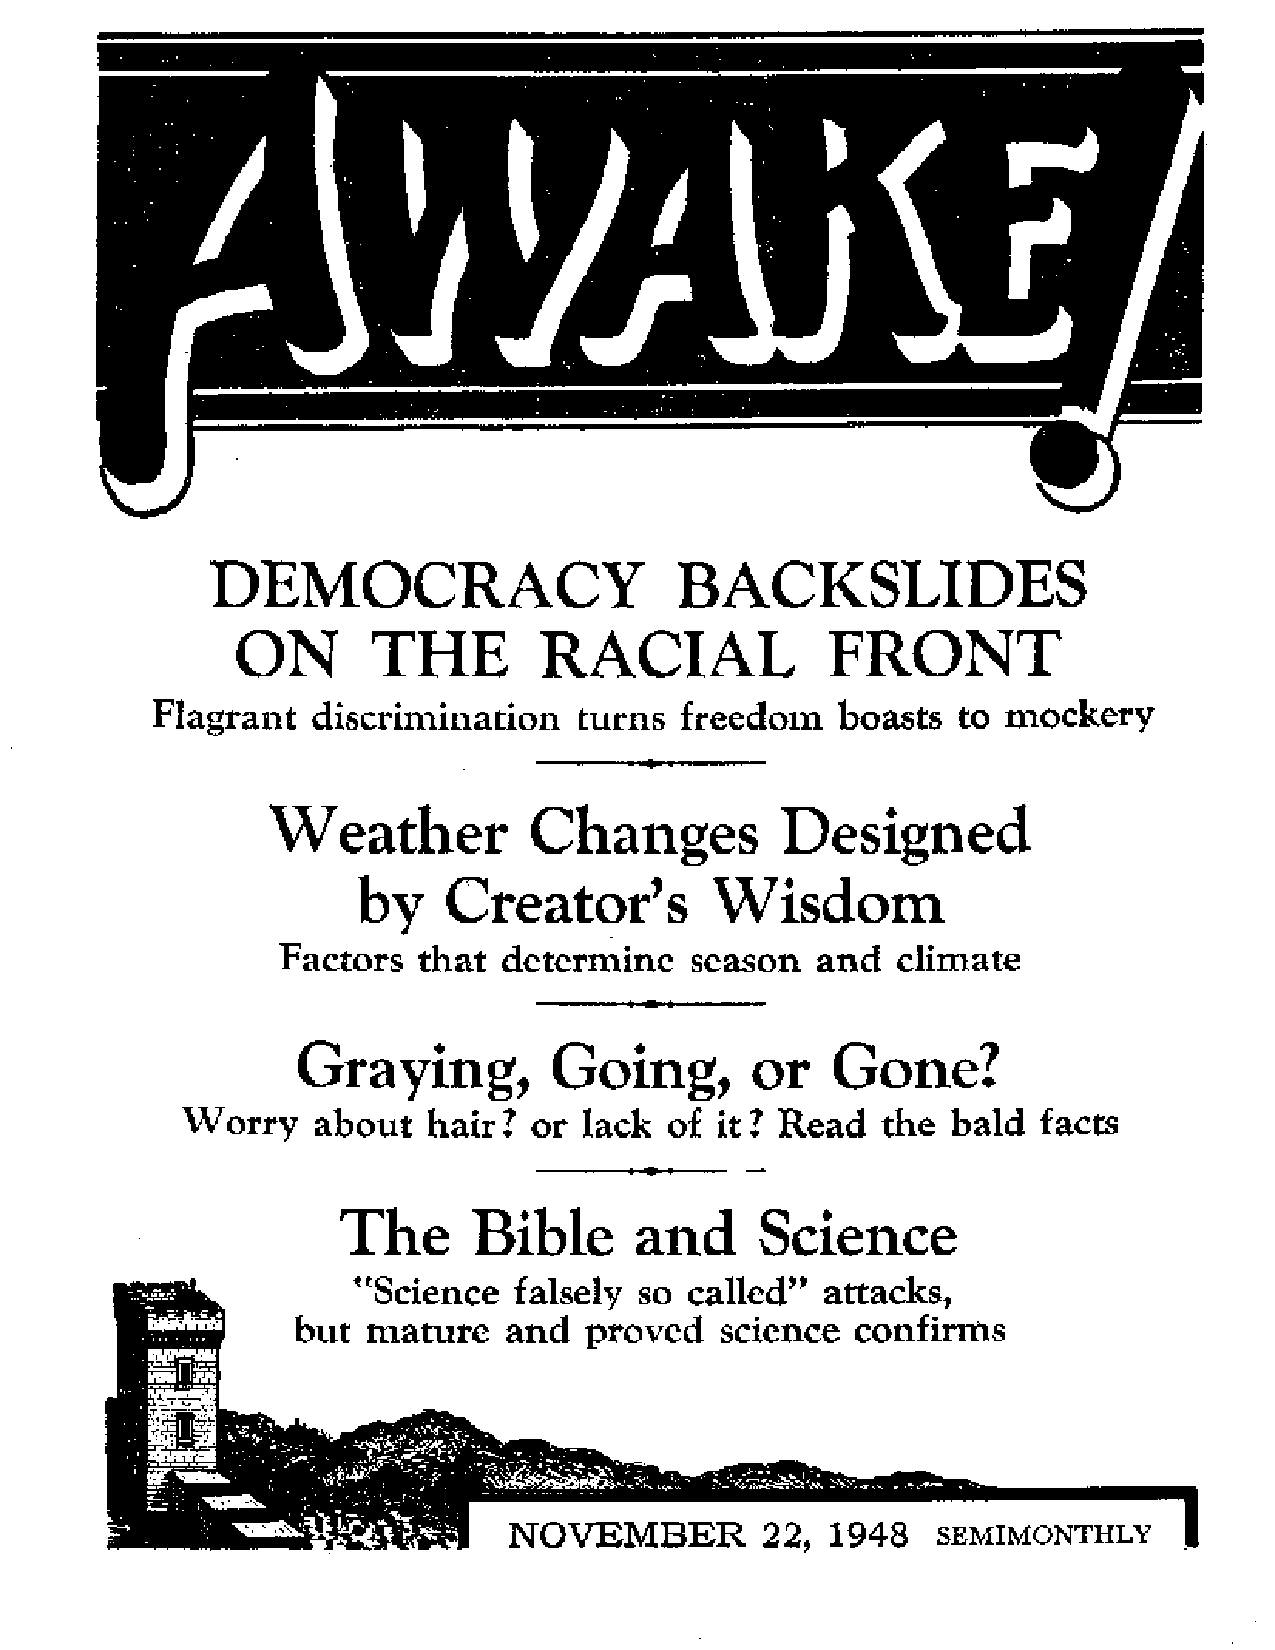 AWAKE!
DEMOCRACY BACKSLIDES
ON THE RACIAL FRONT
Flagrant discrimination turns freedom boasts to mockery
Weather Changes Designed
by Creator's Wisdom
Factors that determine season and climate
Graying, Going, or Gone?
Worry about hair? or lack of it? Read the bald facts
The Bible and Science
"Science falsely so called" attacks,
but mature and proved science confirms
NOVEMBER 22, 1948 SEMIMONTHLY